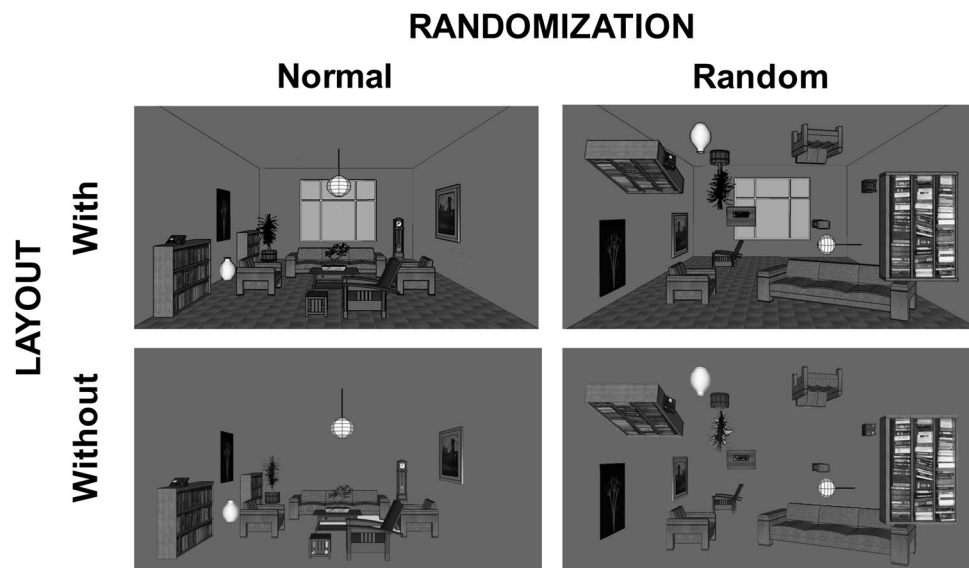 RANDOMIZATION
Normal
Random
LAYOUT
With
Without